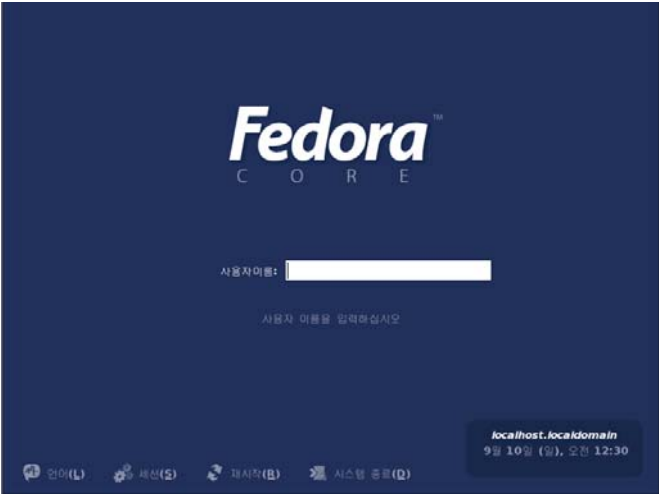 Fedora™
CORE
사용자이름:
사용자 이름을 입력하십시오
localhost.localdomain
9월 10일 (일), 오전 12:30
언어(L) 세션(S) 재시작(R) 시스템 종료(D)